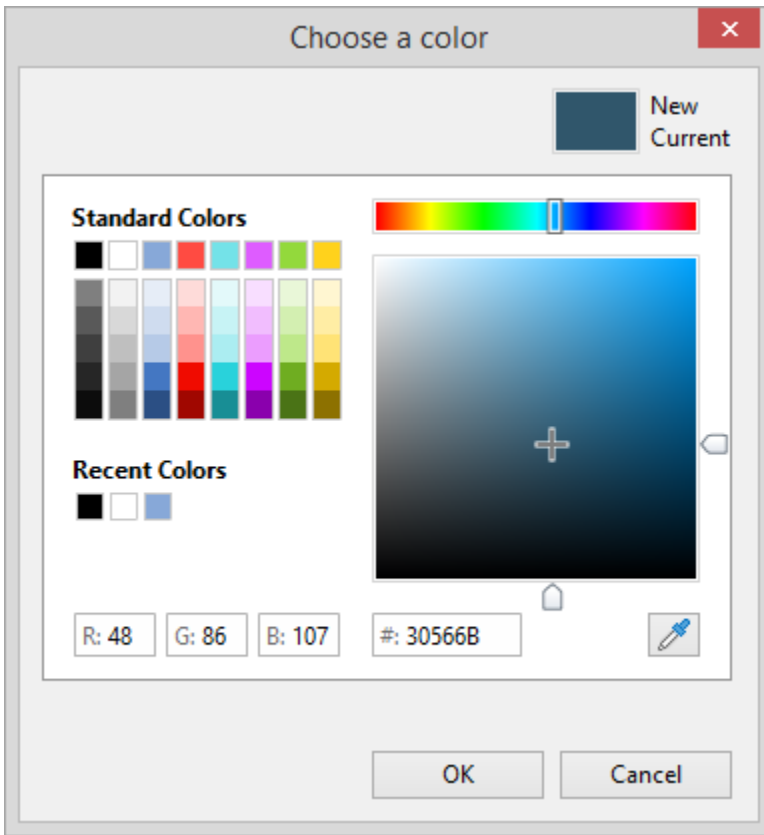 Choose a color
New
Current
Standard Colors
Recent Colors
R: 48 G: 86 B: 107 #: 30566B
OK Cancel